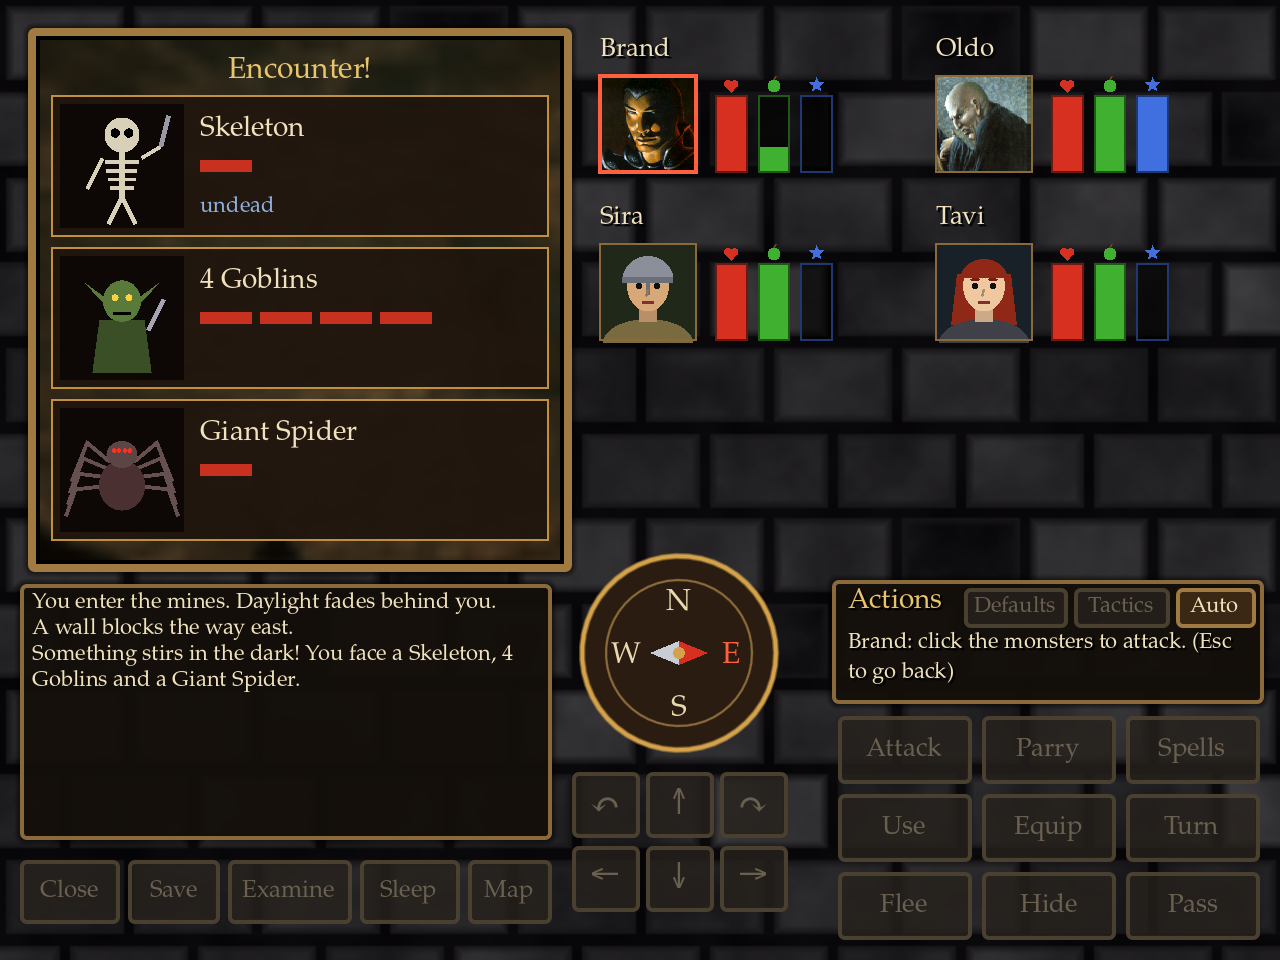 Encounter!
Skeleton
undead
4 Goblins
Giant Spider
Brand
Oldo
Sira
Tavi
You enter the mines. Daylight fades behind you.
A wall blocks the way east.
Something stirs in the dark! You face a Skeleton, 4
Goblins and a Giant Spider.
N
W E
S
Actions Defaults Tactics Auto
Brand: click the monsters to attack. (Esc
to go back)
Attack Parry Spells
Use Equip Turn
Flee Hide Pass
Close Save Examine Sleep Map